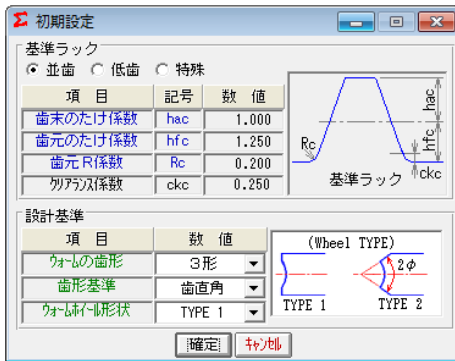 Σ 初期設定
基準ラック
並歯 低歯 特殊
項 目 記号 数 値
歯末のたけ係数 hac 1.000
歯元のたけ係数 hfc 1.250
歯元R係数 Rc 0.200
クリアランス係数 ckc 0.250
hac
hfc
Rc
ckc
基準ラック
設計基準
項 目 数 値
ウォームの歯形 3形
歯形基準 歯直角
ウォームホイール形状 TYPE 1
(Wheel TYPE)
2φ
TYPE 1 TYPE 2
確定 キャンセル